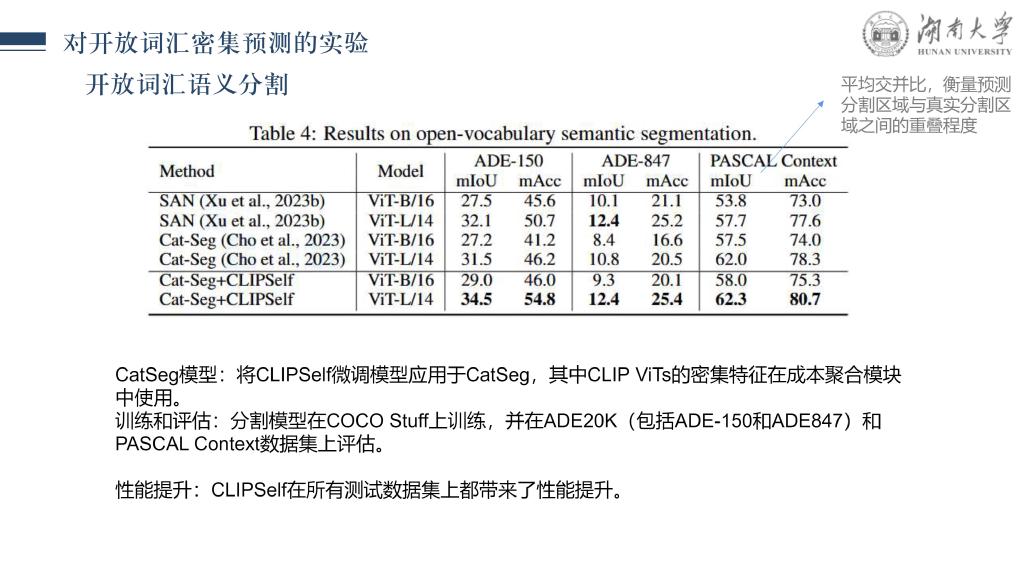 对开放词汇密集预测的实验
开放词汇语义分割
湖南大学
HUNAN UNIVERSITY
平均交并比，衡量预测
分割区域与真实分割区
域之间的重叠程度
Table 4: Results on open-vocabulary semantic segmentation.
Method Model ADE-150 ADE-847 PASCAL Context
mIoU mAcc mIoU mAcc mIoU mAcc
SAN (Xu et al., 2023b) ViT-B/16 27.5 45.6 10.1 21.1 53.8 73.0
SAN (Xu et al., 2023b) ViT-L/14 32.1 50.7 12.4 25.2 57.7 77.6
Cat-Seg (Cho et al., 2023) ViT-B/16 27.2 41.2 8.4 16.6 57.5 74.0
Cat-Seg (Cho et al., 2023) ViT-L/14 31.5 46.2 10.8 20.5 62.0 78.3
Cat-Seg+CLIPSelf ViT-B/16 29.0 46.0 9.3 20.1 58.0 75.3
Cat-Seg+CLIPSelf ViT-L/14 34.5 54.8 12.4 25.4 62.3 80.7
CatSeg模型：将CLIPSelf微调模型应用于CatSeg，其中CLIP ViTs的密集特征在成本聚合模块
中使用。
训练和评估：分割模型在COCO Stuff上训练，并在ADE20K（包括ADE-150和ADE847）和
PASCAL Context数据集上评估。
性能提升：CLIPSelf在所有测试数据集上都带来了性能提升。